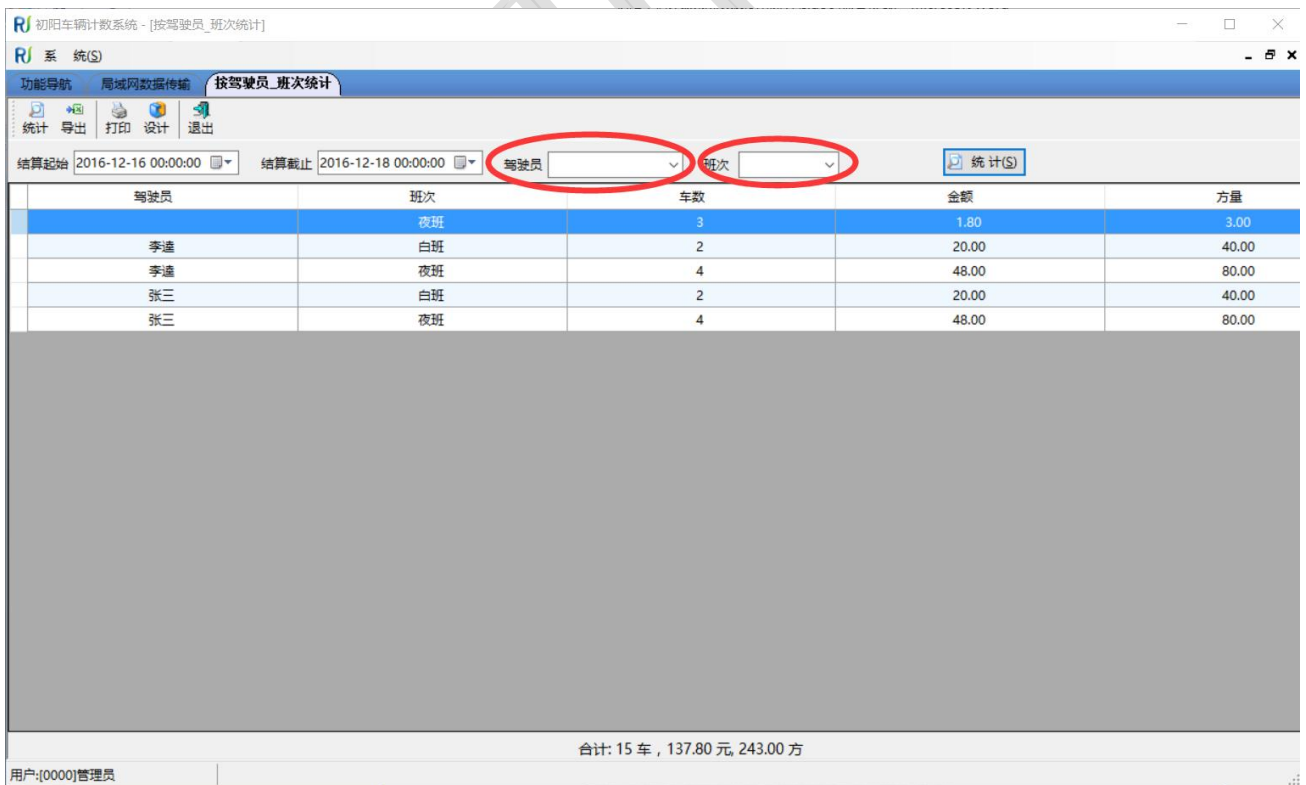 初阳车辆计数系统 - [按驾驶员_班次统计]
系 统(S)
功能导航 局域网数据传输 按驾驶员_班次统计
统计 导出 打印 设计 退出
结算起始 2016-12-16 00:00:00 结算截止 2016-12-18 00:00:00 驾驶员 班次 统 计(S)
驾驶员 班次 车数 金额 方量
夜班 3 1.80 3.00
李逵 白班 2 20.00 40.00
李逵 夜班 4 48.00 80.00
张三 白班 2 20.00 40.00
张三 夜班 4 48.00 80.00
合计: 15 车 , 137.80 元, 243.00 方
用户:[0000]管理员